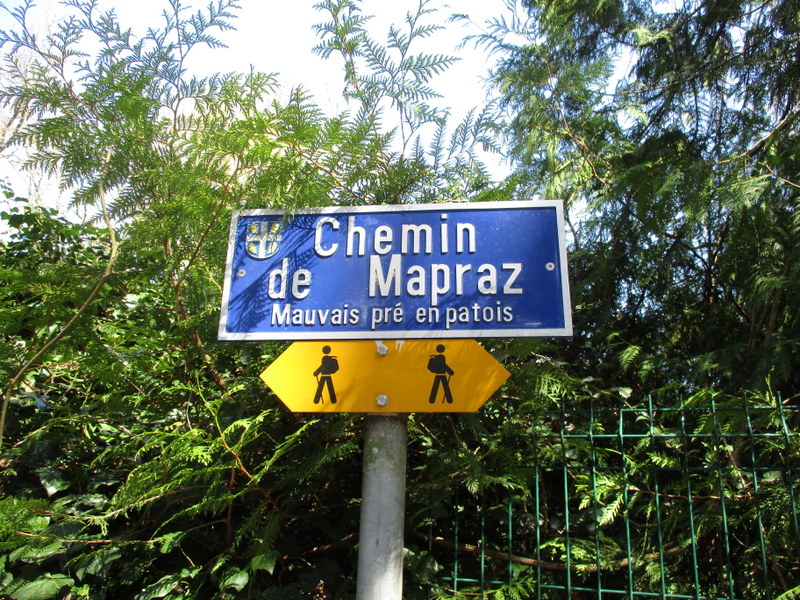 Chemin
de Mapraz
Mauvais pré en patois